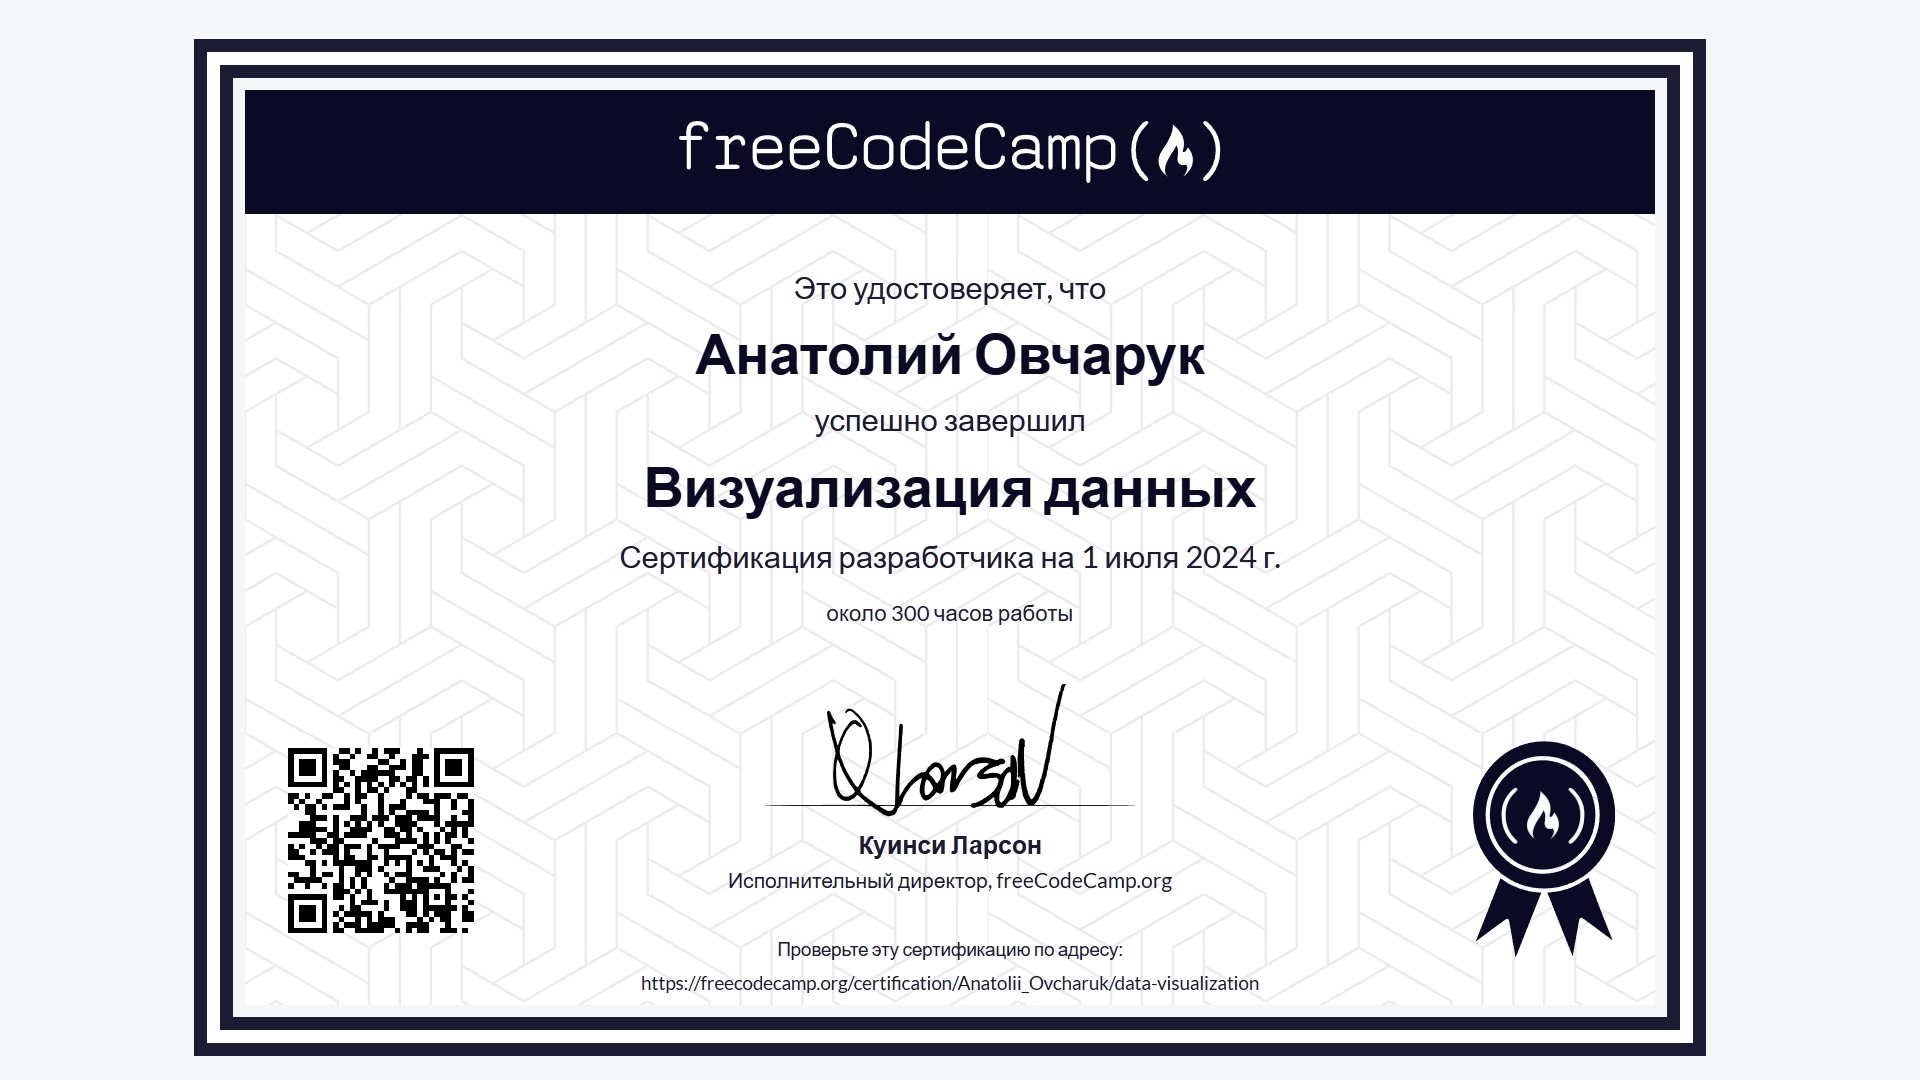 freeCodeCamp
Это удостоверяет, что
Анатолий Овчарук
успешно завершил
Визуализация данных
Сертификация разработчика на 1 июля 2024 г.
около 300 часов работы
Куинси Ларсон
Исполнительный директор, freeCodeCamp.org
Проверьте эту сертификацию по адресу:
https://freecodecamp.org/certification/Anatolii_Ovcharuk/data-visualization